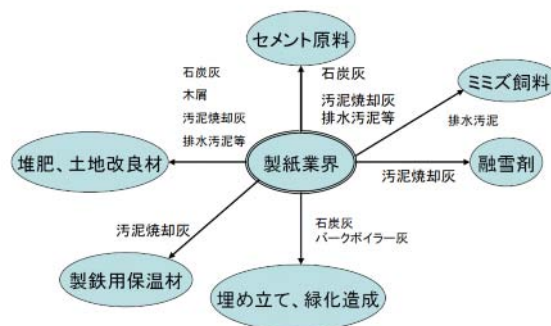 セメント原料
石炭灰
木屑
汚泥焼却灰
排水汚泥等
石炭灰
汚泥焼却灰
排水汚泥等
ミミズ飼料
排水汚泥
堆肥、土地改良材
製紙業界
汚泥焼却灰
融雪剤
汚泥焼却灰
石炭灰
バークボイラー灰
製鉄用保温材
埋め立て、緑化造成